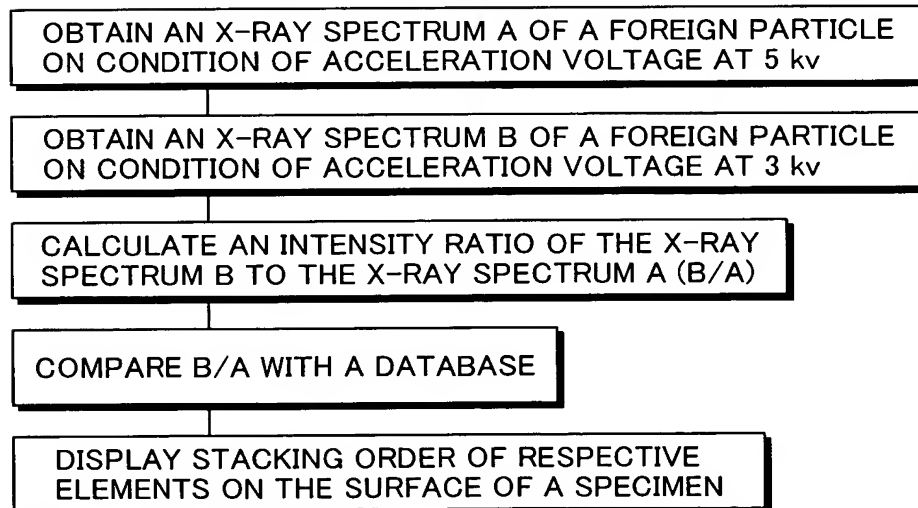 OBTAIN AN X-RAY SPECTRUM A OF A FOREIGN PARTICLE
ON CONDITION OF ACCELERATION VOLTAGE AT 5 kv
OBTAIN AN X-RAY SPECTRUM B OF A FOREIGN PARTICLE
ON CONDITION OF ACCELERATION VOLTAGE AT 3 kv
CALCULATE AN INTENSITY RATIO OF THE X-RAY
SPECTRUM B TO THE X-RAY SPECTRUM A (B/A)
COMPARE B/A WITH A DATABASE
DISPLAY STACKING ORDER OF RESPECTIVE
ELEMENTS ON THE SURFACE OF A SPECIMEN